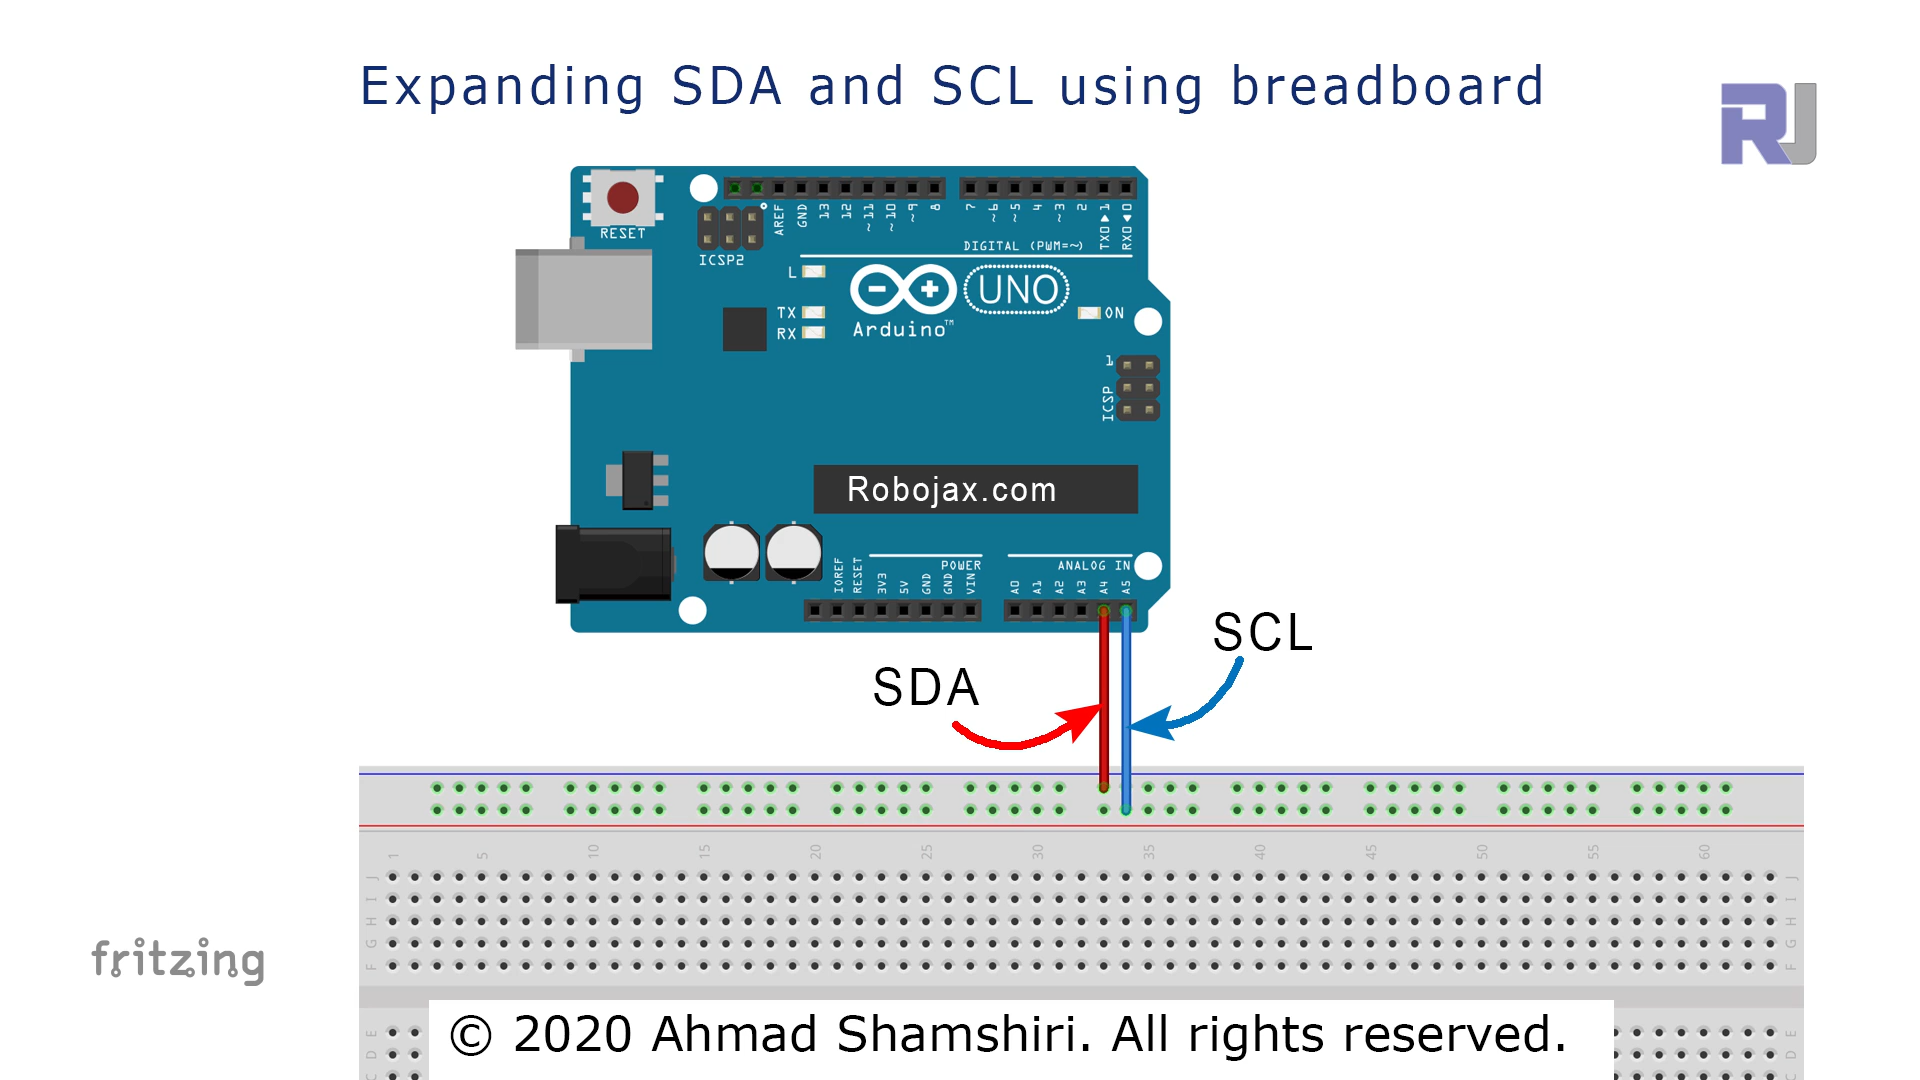 Expanding SDA and SCL using breadboard
RJ
RESET
ICSP2
AREF
GND
13
12
~11
~10
~9
8
7
~6
~5
4
~3
2
TX0▶1
RX0◀0
DIGITAL (PWM=~)
L
TX
RX
UNO
Arduino™
ON
1
ICSP
Robojax.com
IOREF
RESET
3V3
5V
GND
GND
VIN
POWER
ANALOG IN
A0
A1
A2
A3
A4
A5
SDA
SCL
1 5 10 15 20 25 30 35 40 45 50 55 60
J J
I I
H H
G G
F F
fritzing
E E
D D
C C
© 2020 Ahmad Shamshiri. All rights reserved.